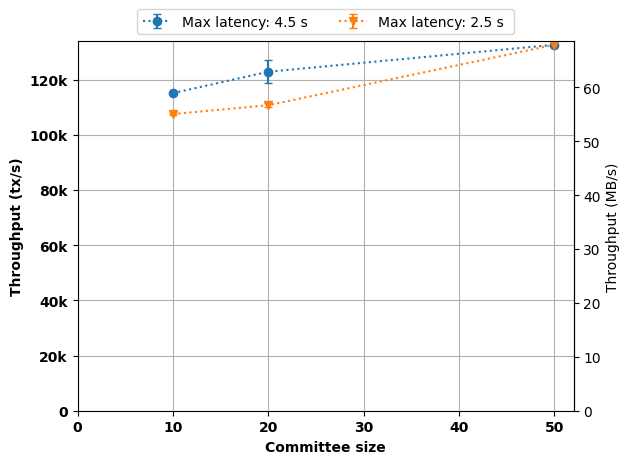 Max latency: 4.5 s Max latency: 2.5 s
120k
100k
80k
60k
40k
20k
0
Throughput (tx/s)
60
50
40
30
20
10
0
Throughput (MB/s)
0 10 20 30 40 50
Committee size